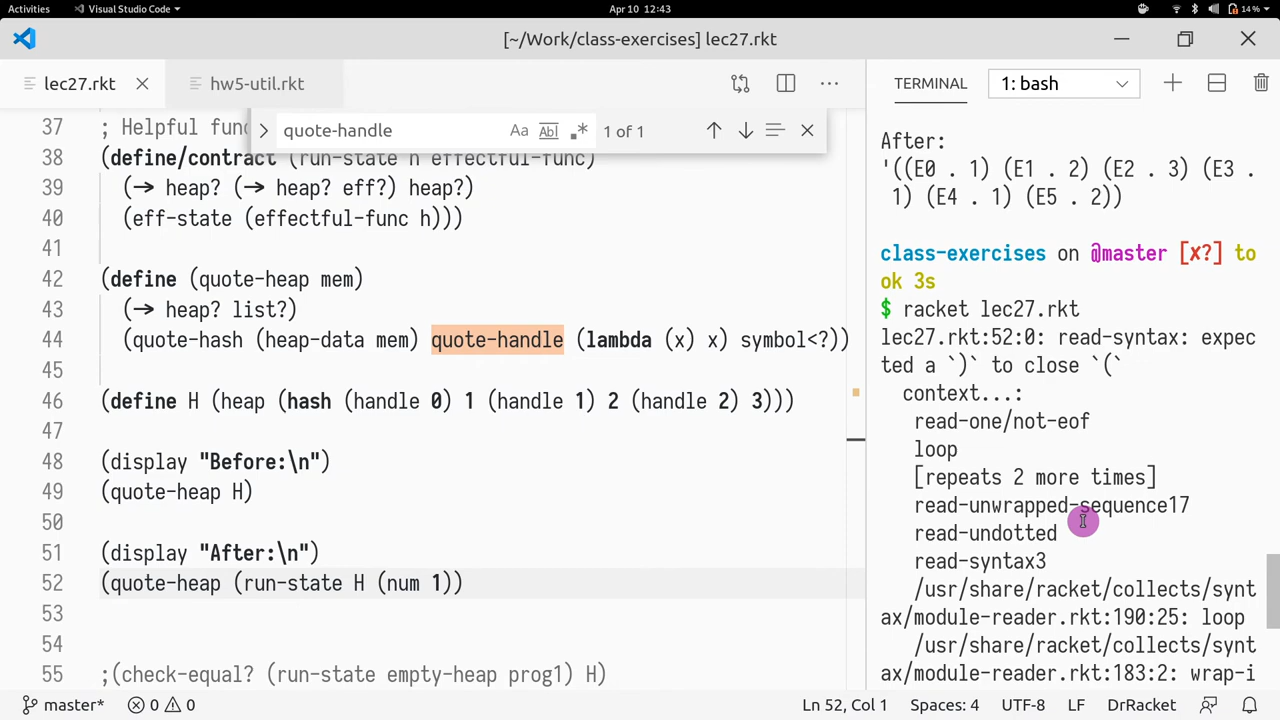 Activities Visual Studio Code Apr 10 12:43 14%
[~/Work/class-exercises] lec27.rkt
lec27.rkt hw5-util.rkt
quote-handle Aa Abl 1 of 1
37 ; Helpful func
38 (define/contract (run-state h effectful-func)
39 (→ heap? (→ heap? eff?) heap?)
40 (eff-state (effectful-func h)))
41
42 (define (quote-heap mem)
43 (→ heap? list?)
44 (quote-hash (heap-data mem) quote-handle (lambda (x) x) symbol<?))
45
46 (define H (heap (hash (handle 0) 1 (handle 1) 2 (handle 2) 3)))
47
48 (display "Before:\n")
49 (quote-heap H)
50
51 (display "After:\n")
52 (quote-heap (run-state H (num 1))
53
54
55 ;(check-equal? (run-state empty-heap prog1) H)
TERMINAL 1: bash
After:
'((E0 . 1) (E1 . 2) (E2 . 3) (E3 .
1) (E4 . 1) (E5 . 2))
class-exercises on @master [✘?] to
ok 3s
$ racket lec27.rkt
lec27.rkt:52:0: read-syntax: expec
ted a `)` to close `(`
context...:
read-one/not-eof
loop
[repeats 2 more times]
read-unwrapped-sequence17
read-undotted
read-syntax3
/usr/share/racket/collects/synt
ax/module-reader.rkt:190:25: loop
/usr/share/racket/collects/synt
ax/module-reader.rkt:183:2: wrap-i
master* 0 0 Ln 52, Col 1 Spaces: 4 UTF-8 LF DrRacket